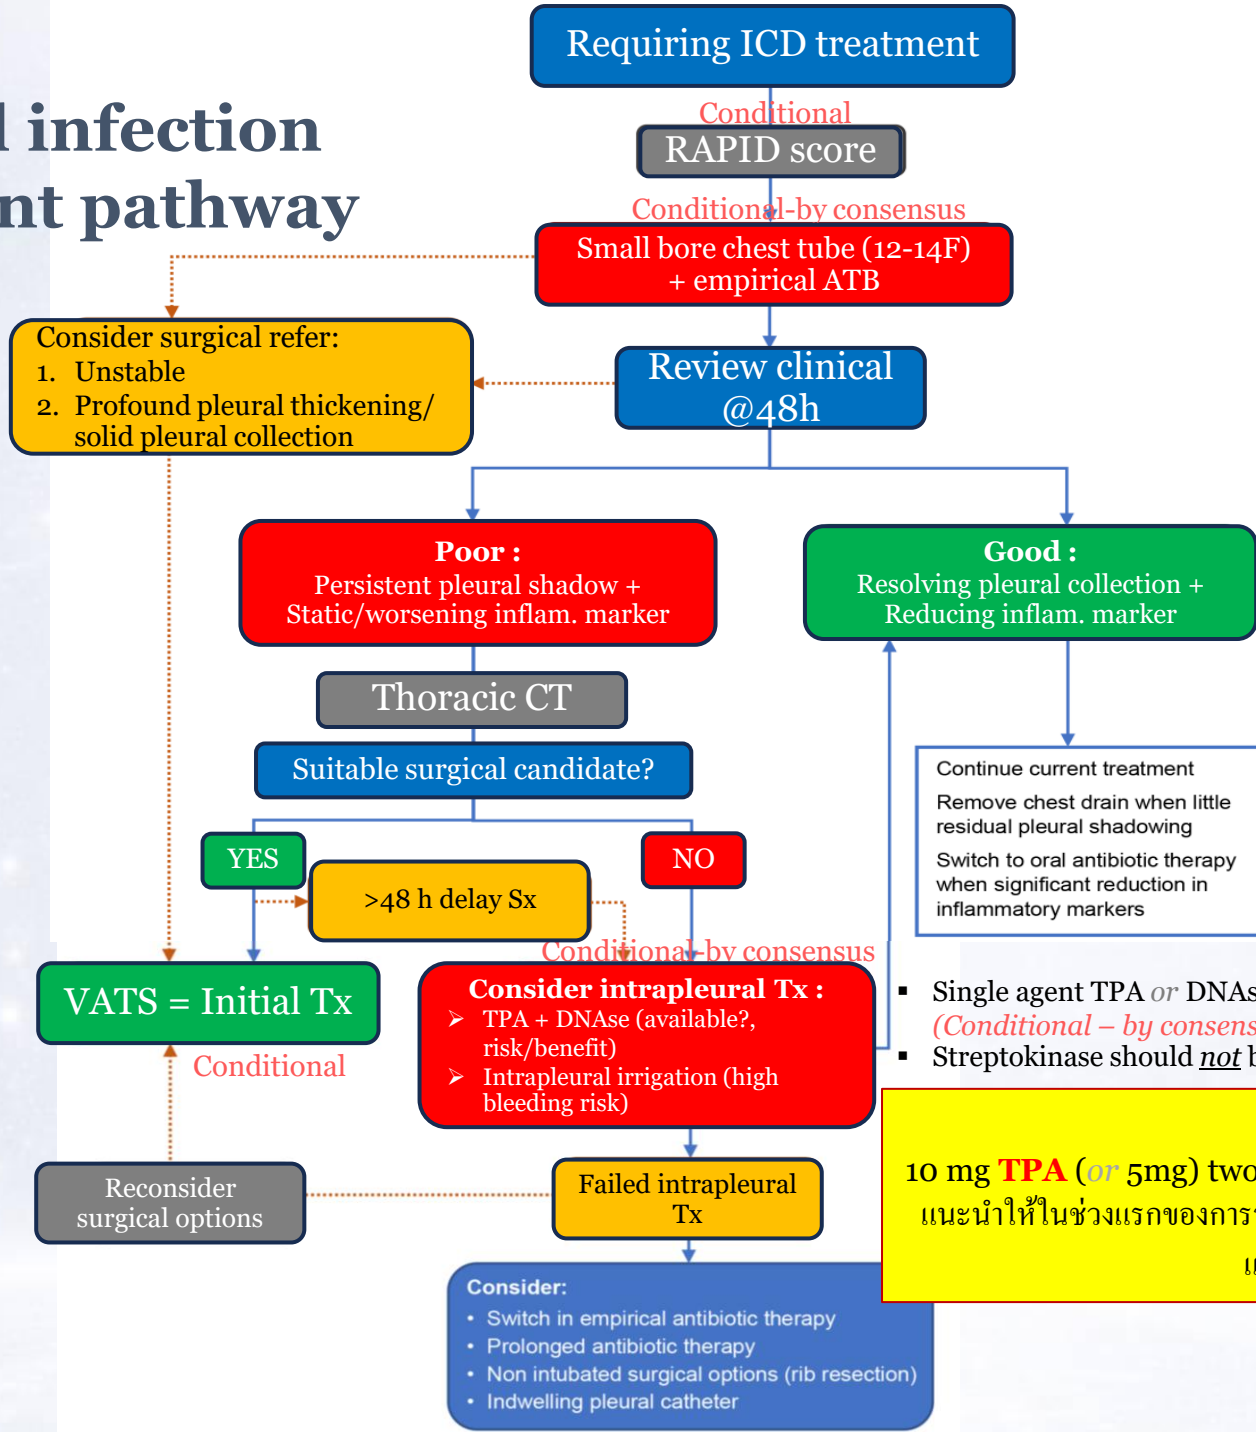 Requiring ICD treatment
l infection
nt pathway
Conditional
RAPID score
Conditional-by consensus
Small bore chest tube (12-14F)
+ empirical ATB
Consider surgical refer:
1. Unstable
2. Profound pleural thickening/
solid pleural collection
Review clinical
@48h
Poor :
Persistent pleural shadow +
Static/worsening inflam. marker
Good :
Resolving pleural collection +
Reducing inflam. marker
Thoracic CT
Suitable surgical candidate?
Continue current treatment
Remove chest drain when little
residual pleural shadowing
Switch to oral antibiotic therapy
when significant reduction in
inflammatory markers
YES
NO
>48 h delay Sx
Conditional-by consensus
VATS = Initial Tx
Conditional
Consider intrapleural Tx :
➢ TPA + DNAse (available?,
risk/benefit)
➢ Intrapleural irrigation (high
bleeding risk)
▪ Single agent TPA or DNAs
(Conditional – by consens
▪ Streptokinase should not b
10 mg TPA (or 5mg) two
แนะนำให้ในช่วงแรกของการร
แ
Reconsider
surgical options
Failed intrapleural
Tx
Consider:
• Switch in empirical antibiotic therapy
• Prolonged antibiotic therapy
• Non intubated surgical options (rib resection)
• Indwelling pleural catheter